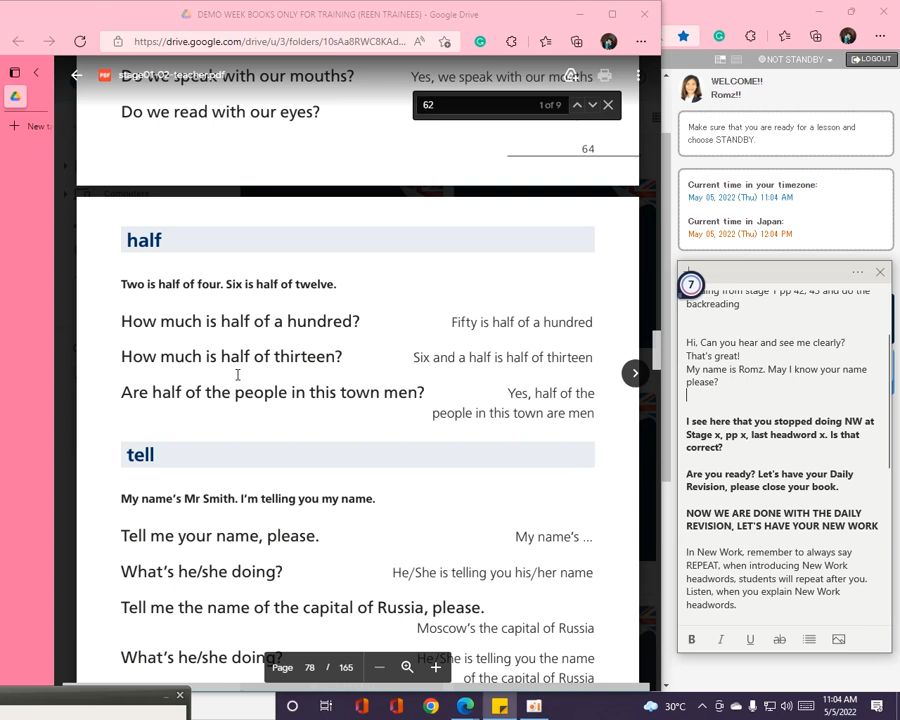 DEMO WEEK BOOKS ONLY FOR TRAINING (REEN TRAINEES) - Google Drive
https://drive.google.com/drive/u/3/folders/10sAa8RWC8KAd...
New t
stage01-02-teacher.pdf
speak with our mouths? Yes, we speak with our mouths
Do we read with our eyes?
62 1 of 9
64
half
Two is half of four. Six is half of twelve.
How much is half of a hundred? Fifty is half of a hundred
How much is half of thirteen? Six and a half is half of thirteen
Are half of the people in this town men? Yes, half of the
people in this town are men
tell
My name's Mr Smith. I'm telling you my name.
Tell me your name, please. My name's ...
What's he/she doing? He/She is telling you his/her name
Tell me the name of the capital of Russia, please.
Moscow's the capital of Russia
What's he/she doing? He/She is telling you the name
of the capital of Russia
Page 78 / 165
NOT STANDBY
LOGOUT
WELCOME!!
Romz!!
Make sure that you are ready for a lesson and
choose STANDBY.
Current time in your timezone:
May 05, 2022 (Thu) 11:04 AM
Current time in Japan:
May 05, 2022 (Thu) 12:04 PM
7
from stage 1 pp 42, 43 and do the
backreading
Hi, Can you hear and see me clearly?
That's great!
My name is Romz. May I know your name
please?
I see here that you stopped doing NW at
Stage x, pp x, last headword x. Is that
correct?
Are you ready? Let's have your Daily
Revision, please close your book.
NOW WE ARE DONE WITH THE DAILY
REVISION, LET'S HAVE YOUR NEW WORK
In New Work, remember to always say
REPEAT, when introducing New Work
headwords, students will repeat after you.
Listen, when you explain New Work
headwords.
B I U ab
30°C
11:04 AM
5/5/2022